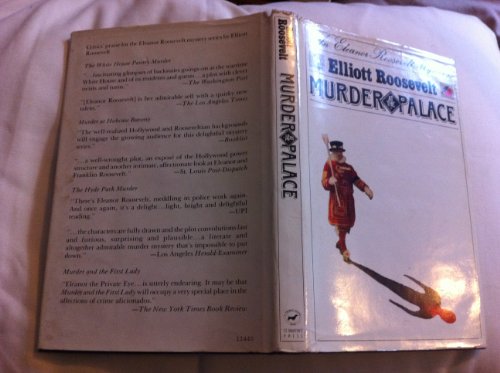 Critics' praise for the Eleanor Roosevelt mystery series by Elliott
Roosevelt
The White House Pantry Murder
"... fascinating glimpses of backstairs goings-on at the wartime
White House and of its residents and guests ... a plot with clever
twists and turns."
—The Washington Post
"[Eleanor Roosevelt] is her admirable self with a quirky new
talent."
—The Los Angeles Times
Murder at Hobcaw Barony
"The well-realized Hollywood and Rooseveltian backgrounds
will engage the growing audience for this delightful mystery
series."
—Booklist
"... a well-wrought plot, an exposé of the Hollywood power
structure and another intimate, affectionate look at Eleanor and
Franklin Roosevelt."
—St. Louis Post-Dispatch
The Hyde Park Murder
"There's Eleanor Roosevelt, meddling in police work again.
And once again, it's a delight ... light, bright and delightful
reading."
—UPI
"... the characters are fully drawn and the plot convolutions fast
and furious, surprising and plausible ... a literate and
altogether admirable murder mystery that's impossible to put
down."
—Los Angeles Herald-Examiner
Murder and the First Lady
"Eleanor the Private Eye ... is utterly endearing. It may be that
Murder and the First Lady will occupy a very special place in the
affections of crime aficionados."
—The New York Times Book Review
Roosevelt
MURDER PALACE
ST. MARTIN'S
PRESS
An Eleanor Roosevelt
Elliott Roosevelt
MURDER PALACE